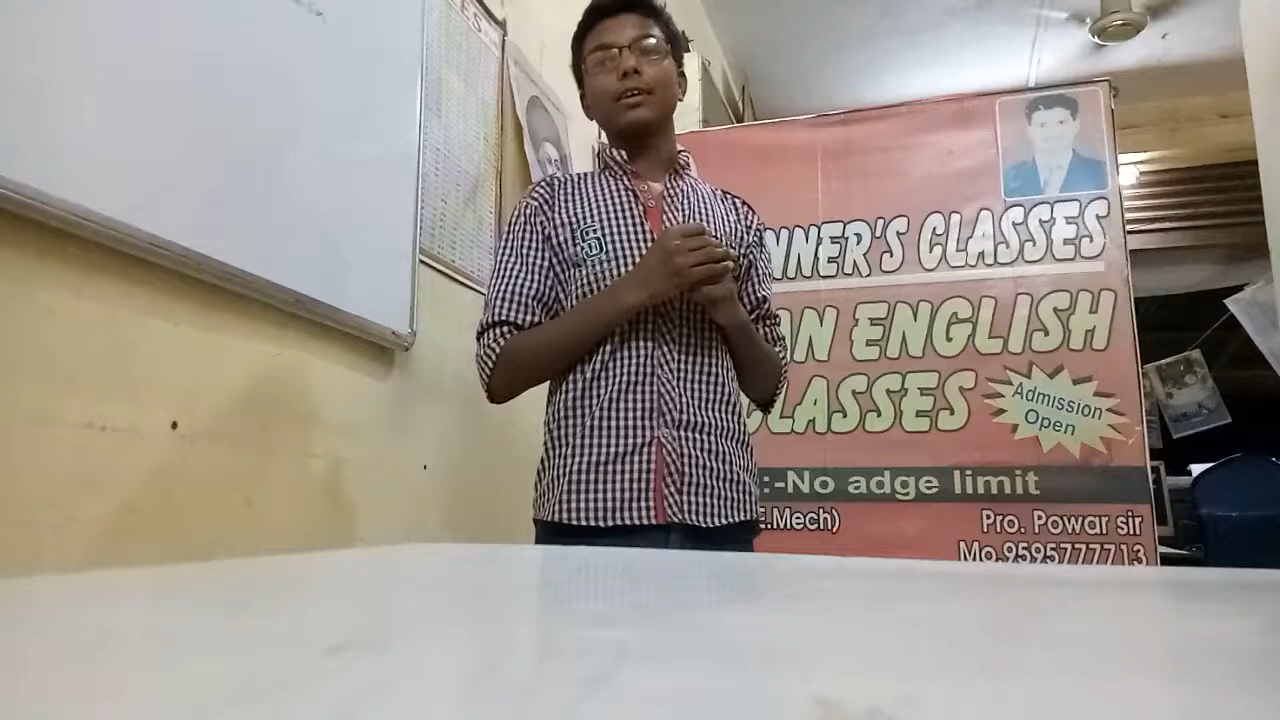 S
NNER'S CLASSES
AN ENGLISH
CLASSES
Admission
Open
:-No adge limit
E.Mech)
Pro. Powar sir
Mo.9595777713